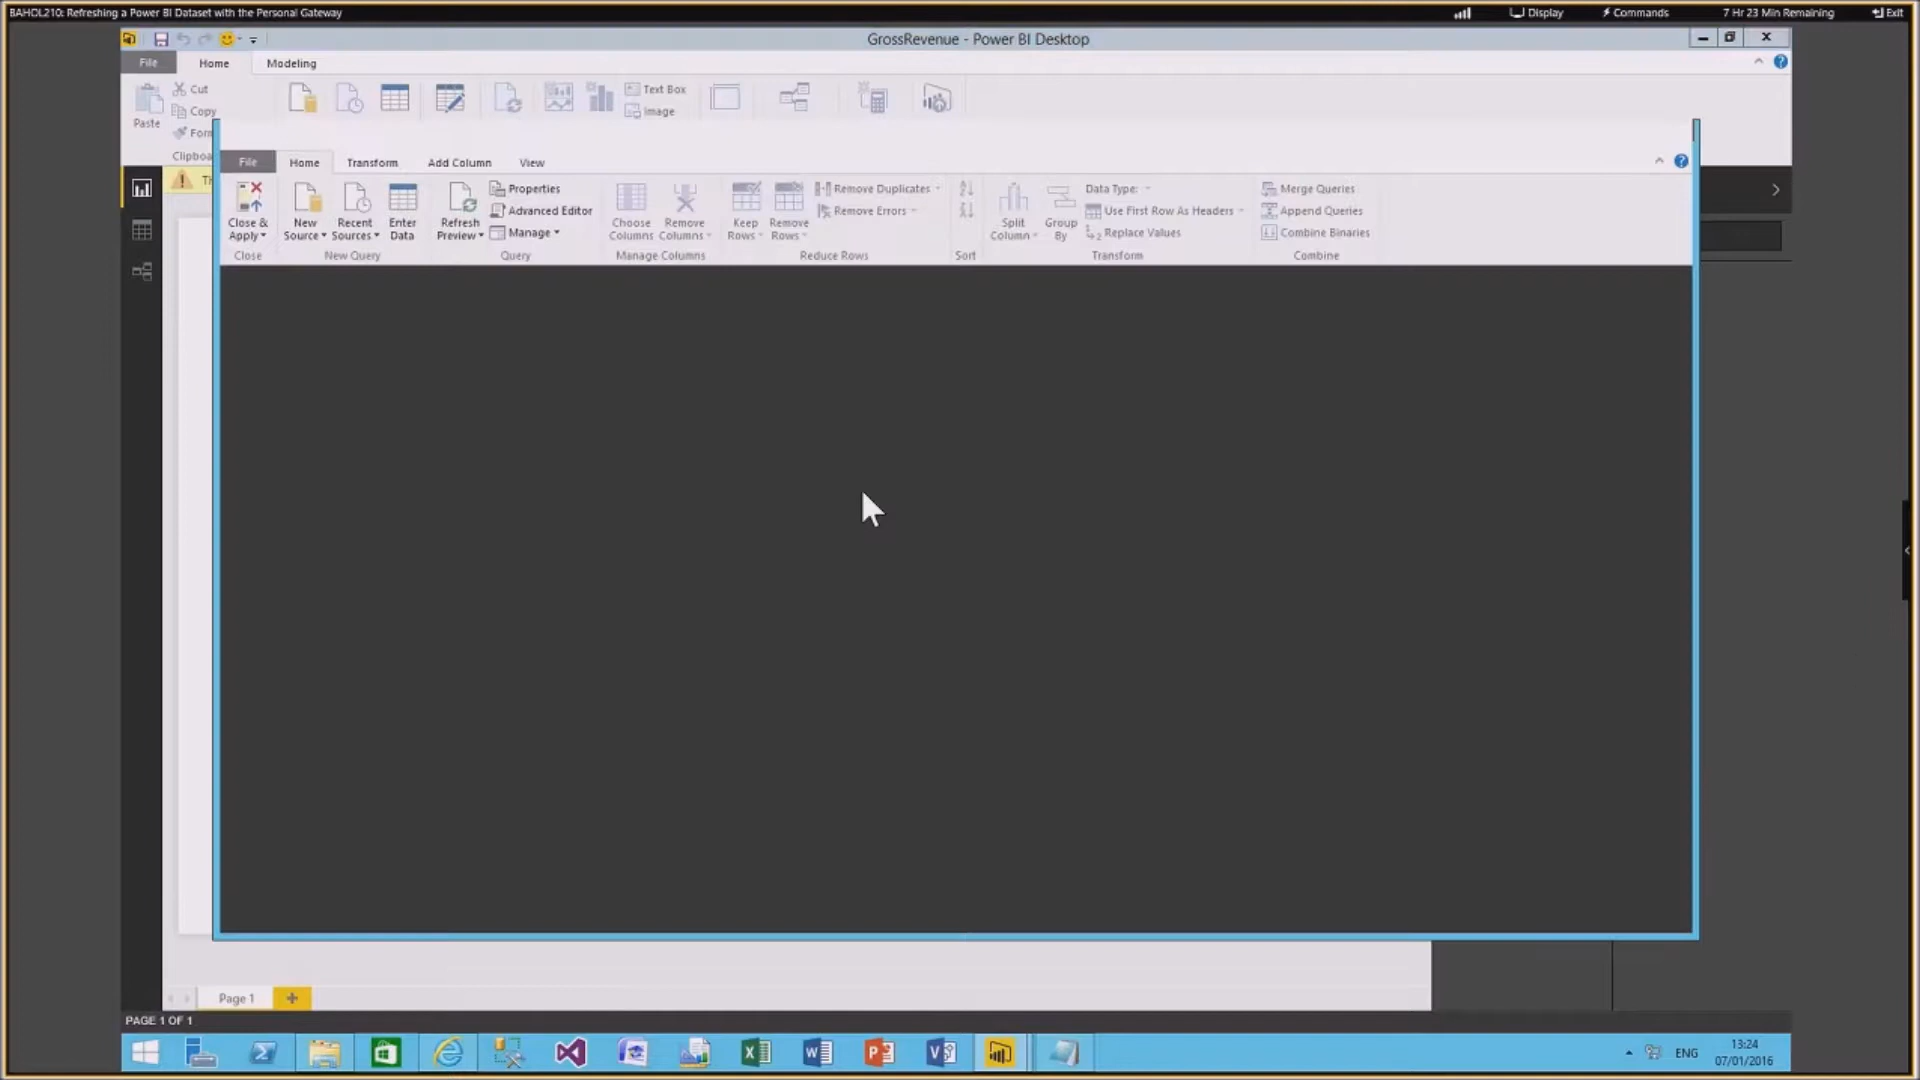 BAHOL210: Refreshing a Power BI Dataset with the Personal Gateway
Display
Commands
7 Hr 23 Min Remaining
Exit
GrossRevenue - Power BI Desktop
File
Home
Modeling
Paste
Cut
Copy
Form
Clipboa
Text Box
Image
File
Home
Transform
Add Column
View
Close & Apply
Close
New Source
Recent Sources
Enter Data
New Query
Refresh Preview
Properties
Advanced Editor
Manage
Query
Choose Columns
Remove Columns
Manage Columns
Keep Rows
Remove Rows
Remove Duplicates
Remove Errors
Reduce Rows
Sort
Split Column
Group By
Data Type:
Use First Row As Headers
Replace Values
Transform
Merge Queries
Append Queries
Combine Binaries
Combine
Page 1
PAGE 1 OF 1
ENG
13:24
07/01/2016